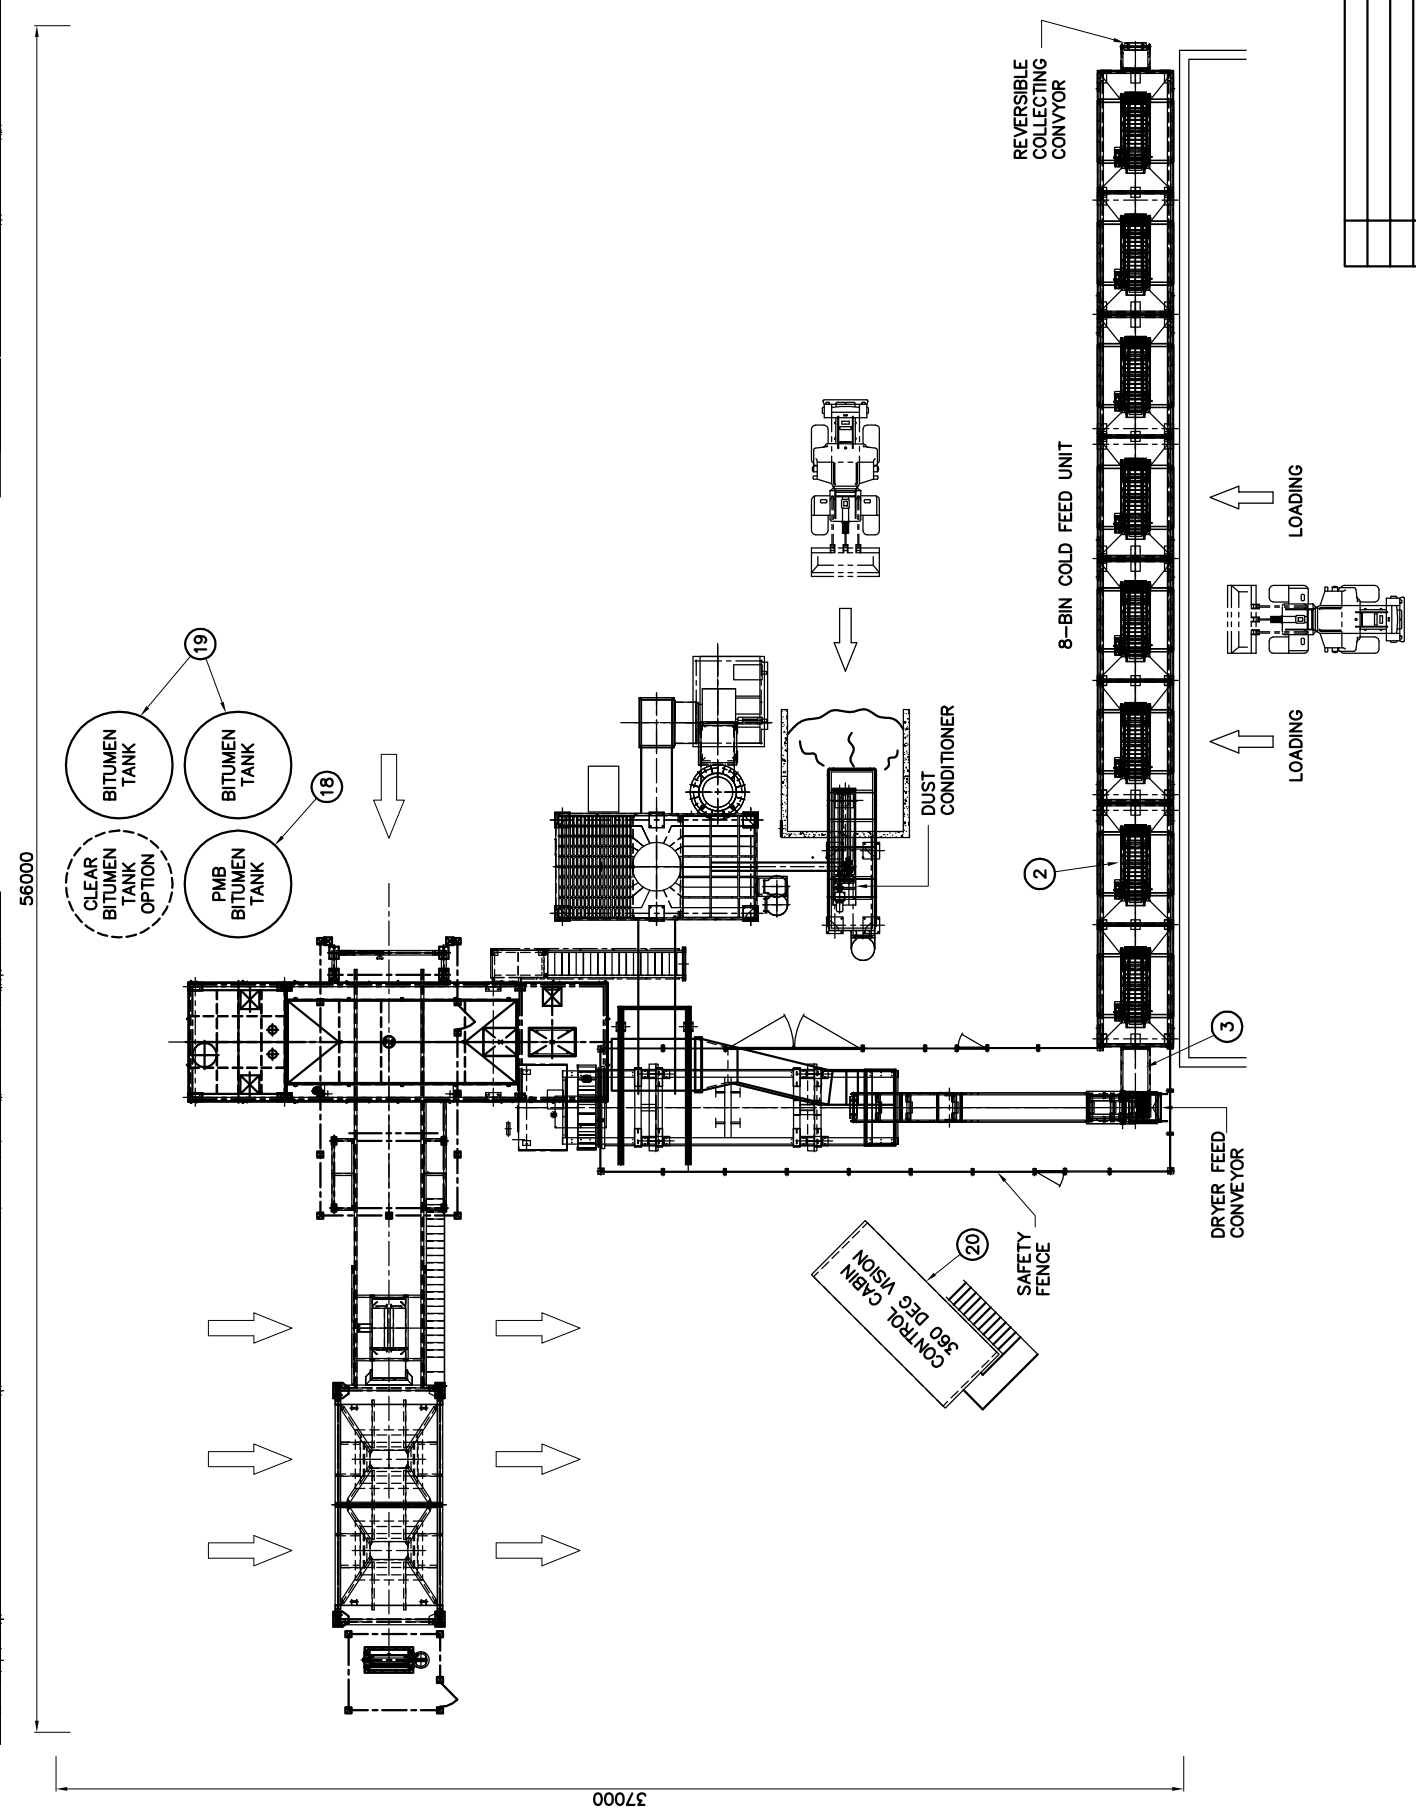 56000
37000
BITUMEN
TANK
BITUMEN
TANK
19
CLEAR
BITUMEN
TANK
OPTION
PMB
BITUMEN
TANK
18
REVERSIBLE
COLLECTING
CONVYOR
8-BIN COLD FEED UNIT
LOADING
LOADING
DUST
CONDITIONER
2
3
DRYER FEED
CONVEYOR
SAFETY
FENCE
20
CONTROL CABIN
360 DEG VISION